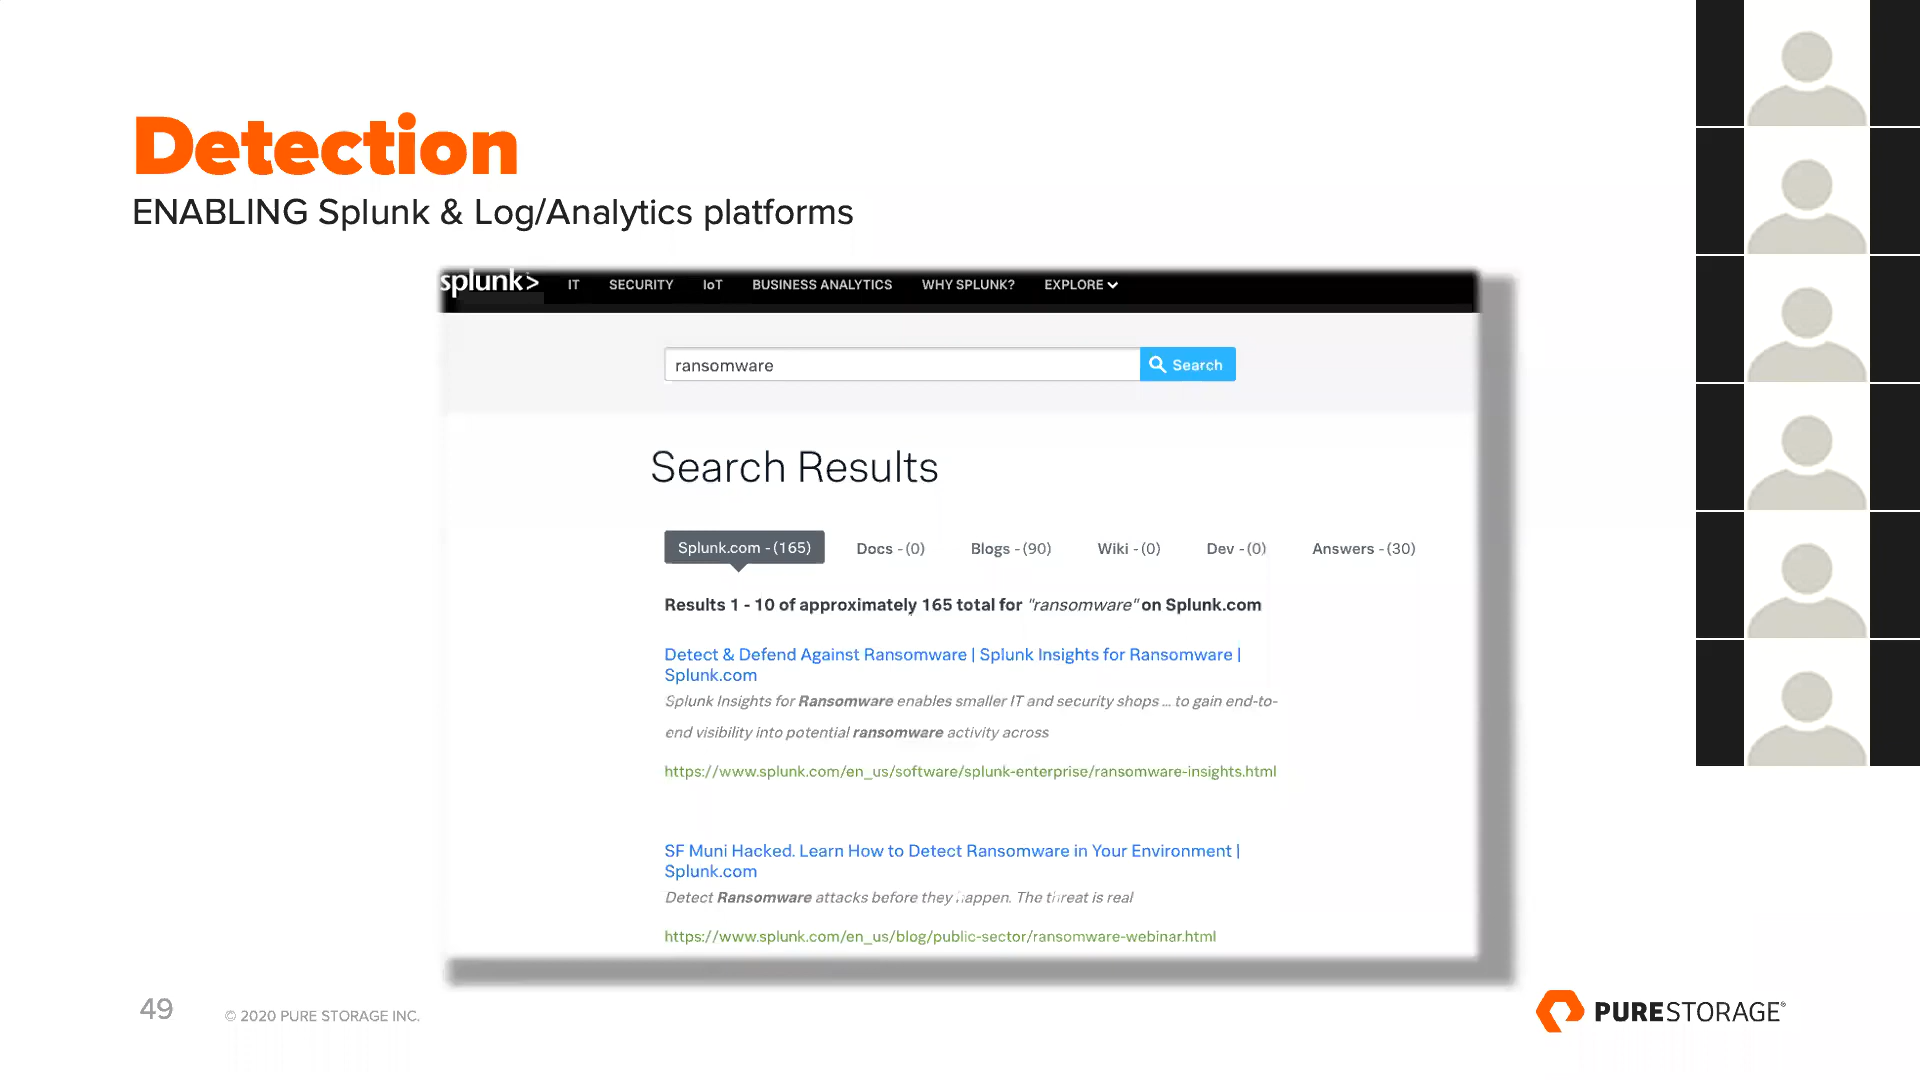 Detection
ENABLING Splunk & Log/Analytics platforms
splunk>
IT SECURITY IoT BUSINESS ANALYTICS WHY SPLUNK? EXPLORE
ransomware Search
Search Results
Splunk.com - (165) Docs - (0) Blogs - (90) Wiki - (0) Dev - (0) Answers - (30)
Results 1 - 10 of approximately 165 total for "ransomware" on Splunk.com
Detect & Defend Against Ransomware | Splunk Insights for Ransomware |
Splunk.com
Splunk Insights for Ransomware enables smaller IT and security shops ... to gain end-to-
end visibility into potential ransomware activity across
https://www.splunk.com/en_us/software/splunk-enterprise/ransomware-insights.html
SF Muni Hacked. Learn How to Detect Ransomware in Your Environment |
Splunk.com
Detect Ransomware attacks before they happen. The threat is real
https://www.splunk.com/en_us/blog/public-sector/ransomware-webinar.html
49
© 2020 PURE STORAGE INC.
PURESTORAGE®